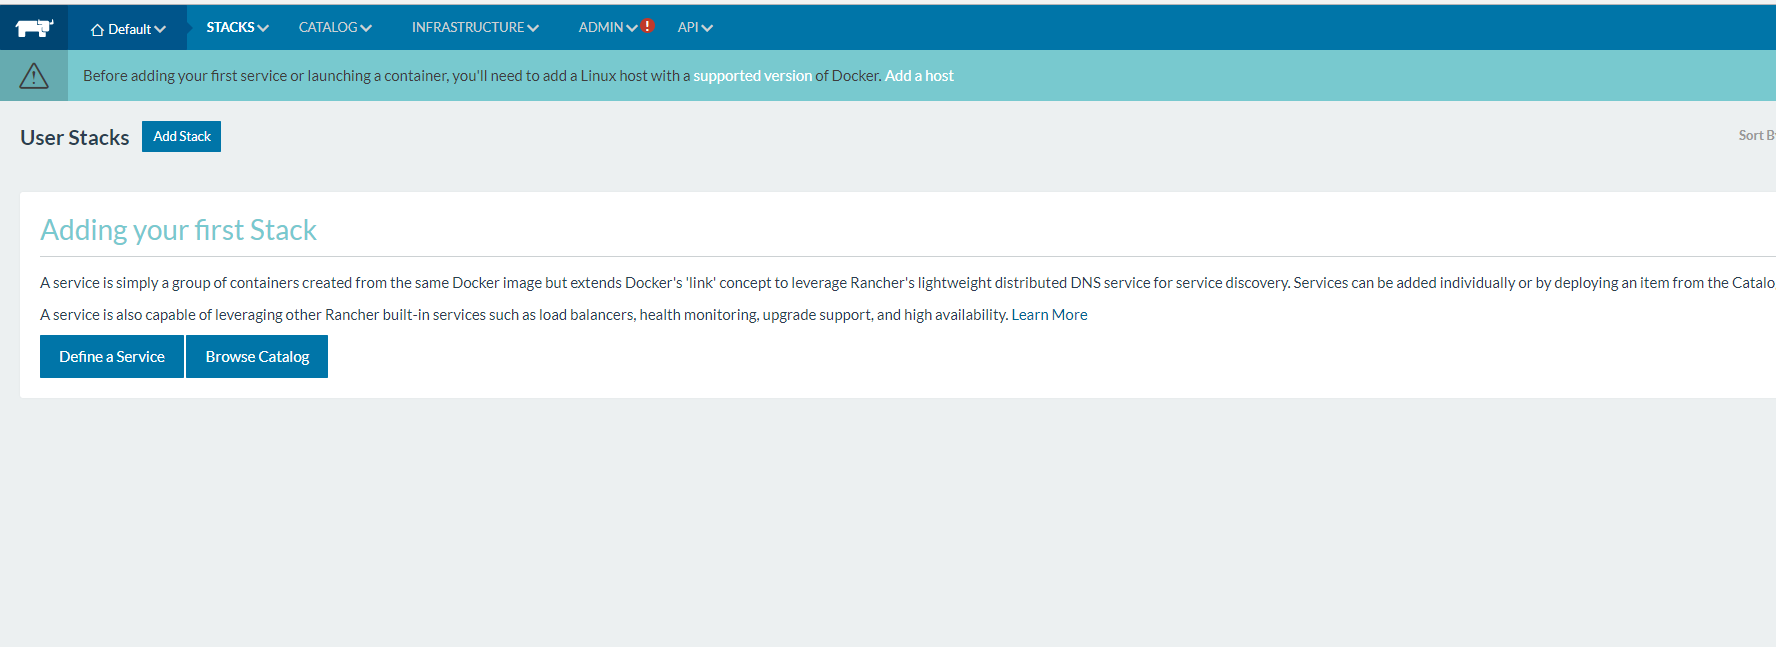 Default STACKS CATALOG INFRASTRUCTURE ADMIN ! API
Before adding your first service or launching a container, you'll need to add a Linux host with a supported version of Docker. Add a host
User Stacks Add Stack Sort B
Adding your first Stack
A service is simply a group of containers created from the same Docker image but extends Docker's 'link' concept to leverage Rancher's lightweight distributed DNS service for service discovery. Services can be added individually or by deploying an item from the Catalo
A service is also capable of leveraging other Rancher built-in services such as load balancers, health monitoring, upgrade support, and high availability. Learn More
Define a Service Browse Catalog